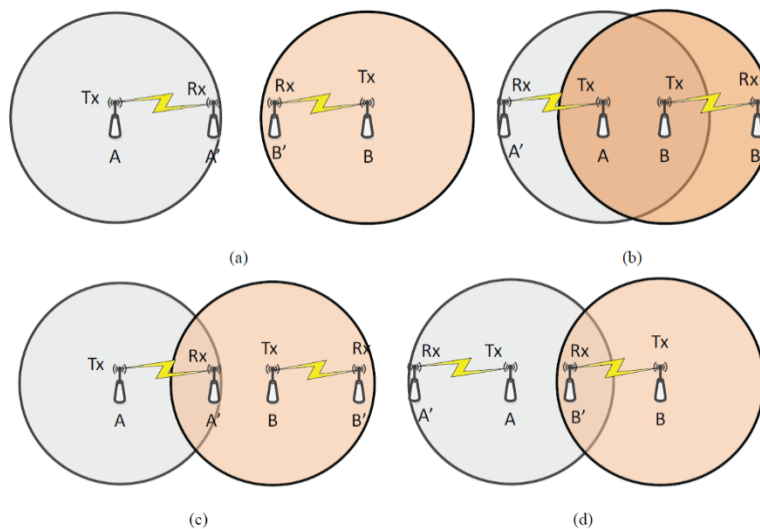 Tx Rx
A A'
Rx Tx
B' B
(a)
Rx Tx Tx Rx
A' A B B
(b)
Tx Rx Tx Rx
A A' B B'
(c)
Rx Tx Rx Tx
A' A B' B
(d)